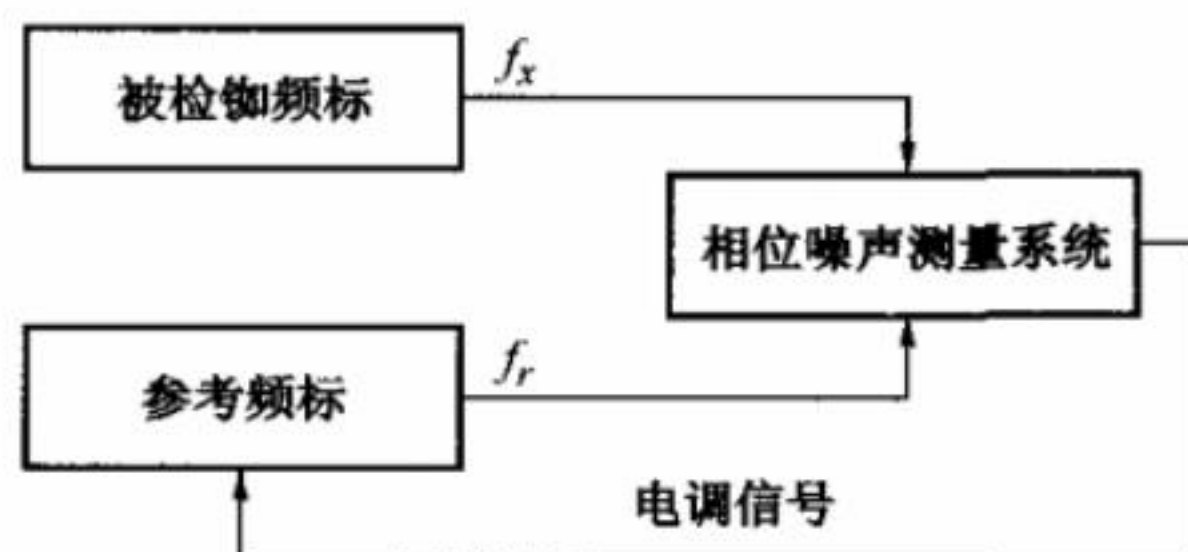 被检铷频标
f_x
相位噪声测量系统
参考频标
f_r
电调信号